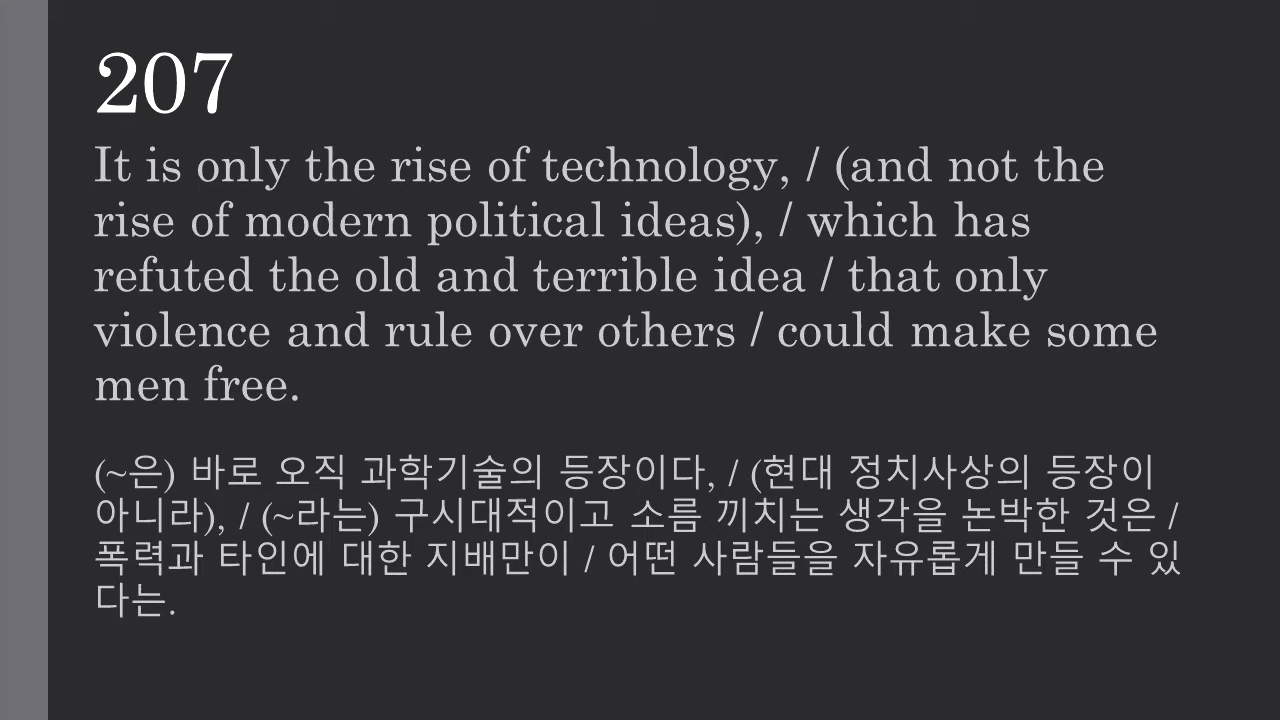 207
It is only the rise of technology, / (and not the
rise of modern political ideas), / which has
refuted the old and terrible idea / that only
violence and rule over others / could make some
men free.
(~은) 바로 오직 과학기술의 등장이다, / (현대 정치사상의 등장이
아니라), / (~라는) 구시대적이고 소름 끼치는 생각을 논박한 것은 /
폭력과 타인에 대한 지배만이 / 어떤 사람들을 자유롭게 만들 수 있
다는.